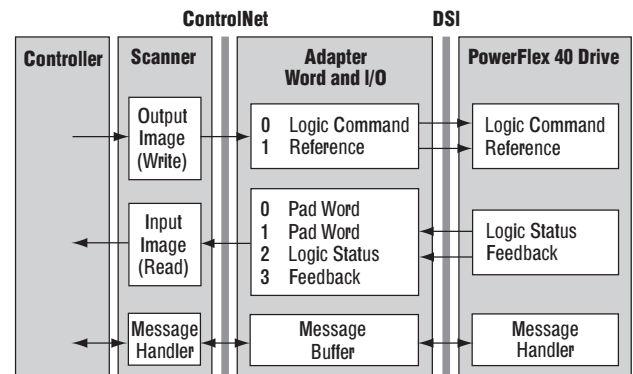 ControlNet
DSI
Controller
Scanner
Adapter
Word and I/O
PowerFlex 40 Drive
Output
Image
(Write)
0 Logic Command
1 Reference
Logic Command
Reference
Input
Image
(Read)
0 Pad Word
1 Pad Word
2 Logic Status
3 Feedback
Logic Status
Feedback
Message
Handler
Message
Buffer
Message
Handler